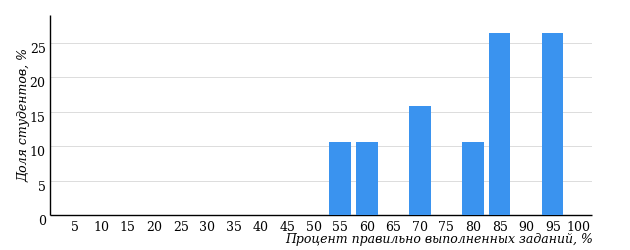 Доля студентов, %
25
20
15
10
5
0
5 10 15 20 25 30 35 40 45 50 55 60 65 70 75 80 85 90 95 100
Процент правильно выполненных заданий, %